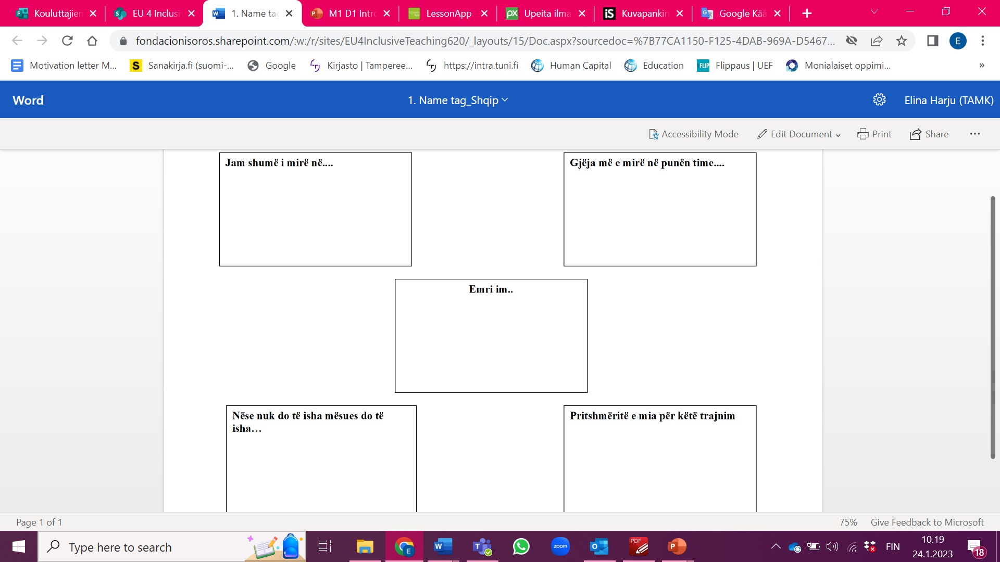 Kouluttajien
EU 4 Inclusi
1. Name tag
M1 D1 Intro
LessonApp
Upeita ilma
Kuvapankin
Google Kää
fondacionisoros.sharepoint.com/:w:/r/sites/EU4InclusiveTeaching620/_layouts/15/Doc.aspx?sourcedoc=%7B77CA1150-F125-4DAB-969A-D5467...
E
Motivation letter M...
Sanakirja.fi (suomi-...
Google
Kirjasto | Tamperee...
https://intra.tuni.fi
Human Capital
Education
FLIP
Flippaus | UEF
Monialaiset oppimi...
»
Word
1. Name tag_Shqip
Elina Harju (TAMK)
Accessibility Mode
Edit Document
Print
Share
Jam shumë i mirë në....
Gjëja më e mirë në punën time....
Emri im..
Nëse nuk do të isha mësues do të
isha…
Pritshmëritë e mia për këtë trajnim
Page 1 of 1
75%
Give Feedback to Microsoft
Type here to search
zoom
PDF
FIN
10.19
24.1.2023
18